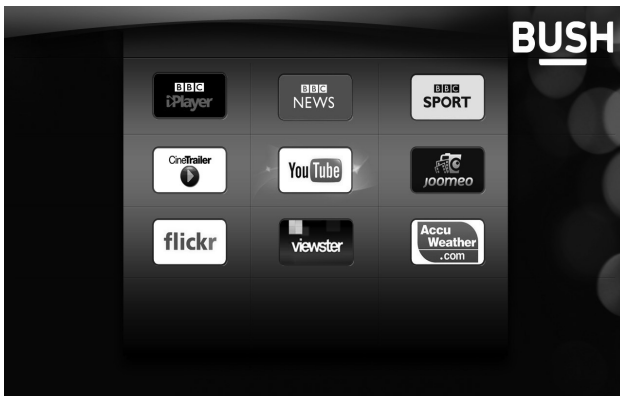 BUSH
BBC
iPlayer
BBC
NEWS
BBC
SPORT
CineTrailer
YouTube
joomeo
flickr
viewster
Accu
Weather
.com